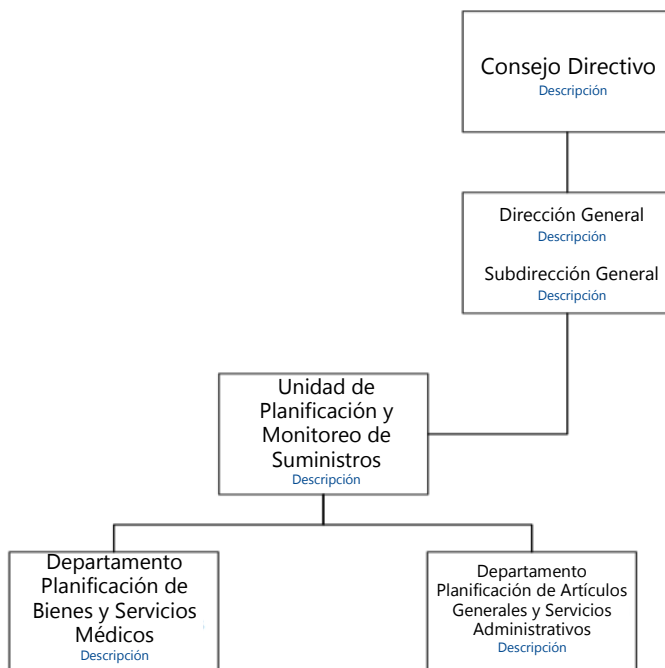 Consejo Directivo
Descripción
Dirección General
Descripción
Subdirección General
Descripción
Unidad de
Planificación y
Monitoreo de
Suministros
Descripción
Departamento
Planificación de
Bienes y Servicios
Médicos
Descripción
Departamento
Planificación de Artículos
Generales y Servicios
Administrativos
Descripción